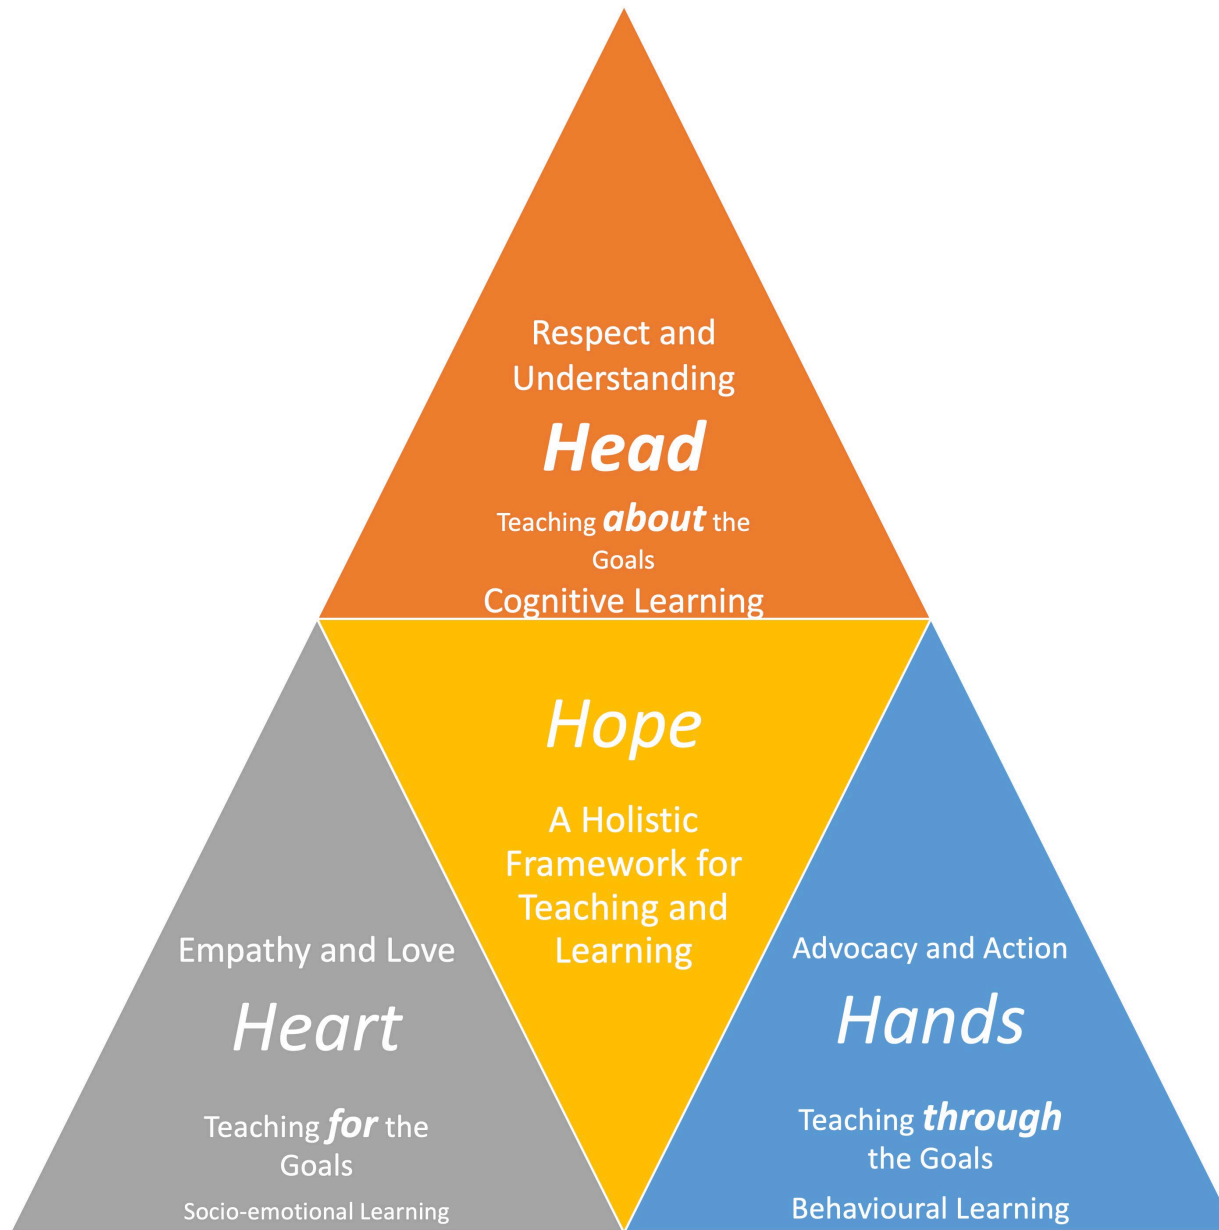 Respect and
Understanding
Head
Teaching about the
Goals
Cognitive Learning
Hope
A Holistic
Framework for
Teaching and
Learning
Empathy and Love
Heart
Teaching for the
Goals
Socio-emotional Learning
Advocacy and Action
Hands
Teaching through
the Goals
Behavioural Learning